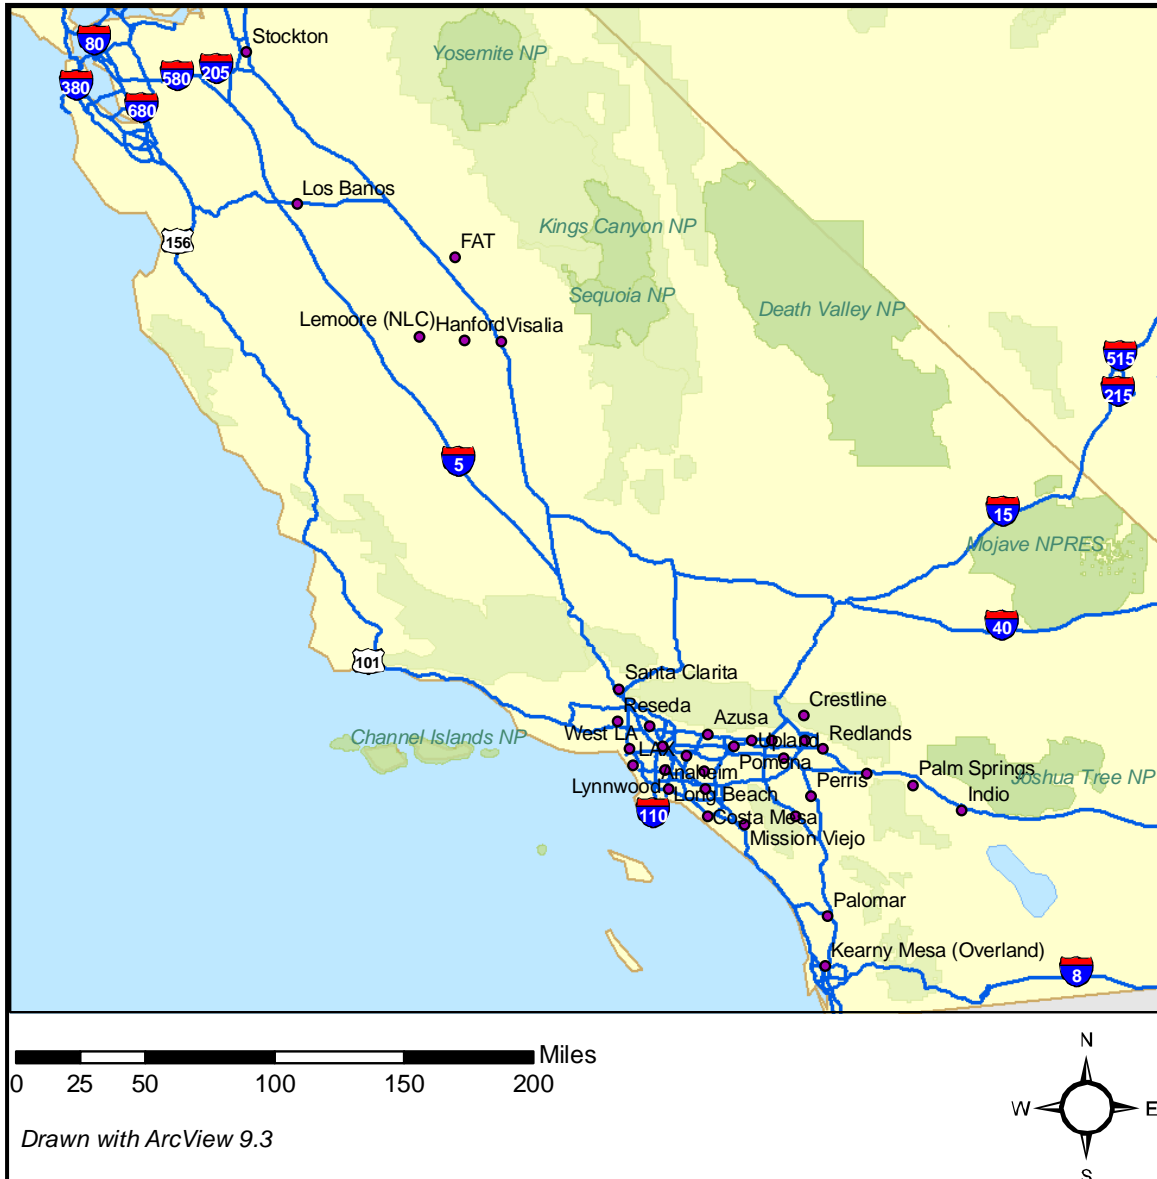 80
Stockton
Yosemite NP
580
205
380
680
Los Banos
Kings Canyon NP
156
FAT
Sequoia NP
Death Valley NP
Lemoore (NLC)
Hanford
Visalia
515
215
5
15
Mojave NPRES
40
101
Santa Clarita
Crestline
Reseda
Azusa
West LA
Channel Islands NP
Upland
Redlands
LAX
Pomona
Anaheim
Perris
Palm Springs
Joshua Tree NP
Lynnwood
Long Beach
Indio
110
Costa Mesa
Mission Viejo
Palomar
Kearny Mesa (Overland)
8
Miles
0 25 50 100 150 200
Drawn with ArcView 9.3
N
W E
S